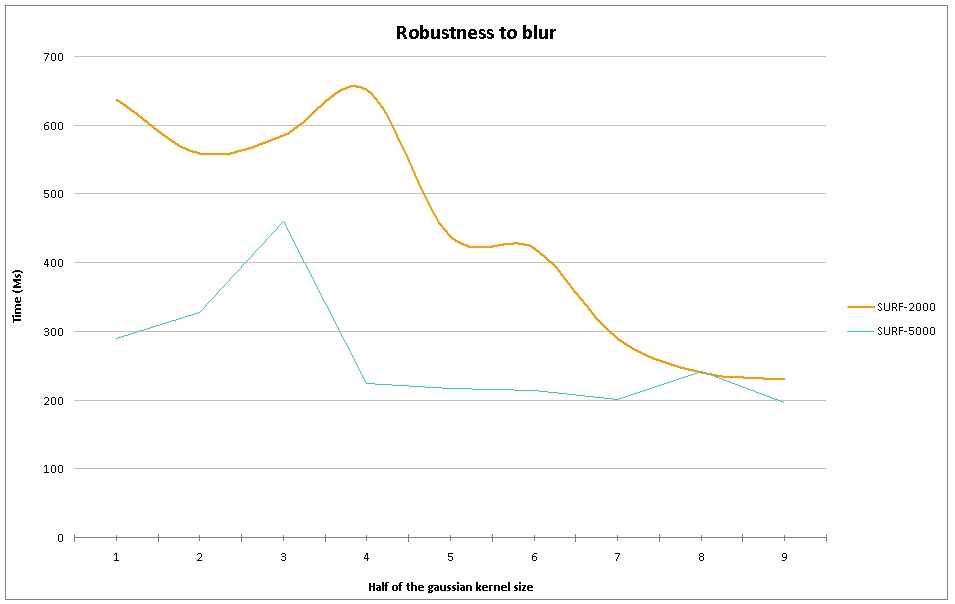 Robustness to blur
700
600
500
400
300
200
100
0
Time (Ms)
1 2 3 4 5 6 7 8 9
Half of the gaussian kernel size
SURF-2000
SURF-5000